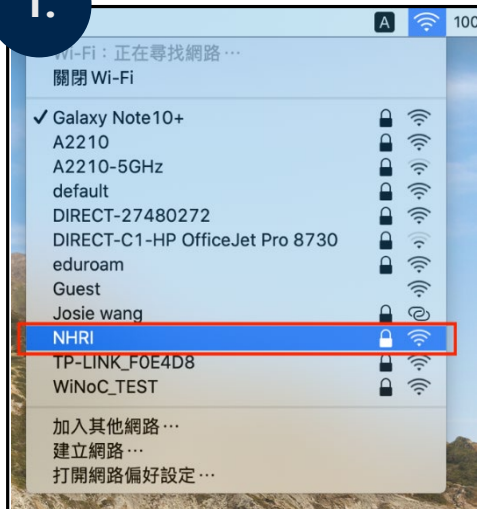 1.
A
100
Wi-Fi：正在尋找網路⋯
關閉 Wi-Fi
✓ Galaxy Note10+
A2210
A2210-5GHz
default
DIRECT-27480272
DIRECT-C1-HP OfficeJet Pro 8730
eduroam
Guest
Josie wang
NHRI
TP-LINK_F0E4D8
WiNoC_TEST
加入其他網路⋯
建立網路⋯
打開網路偏好設定⋯